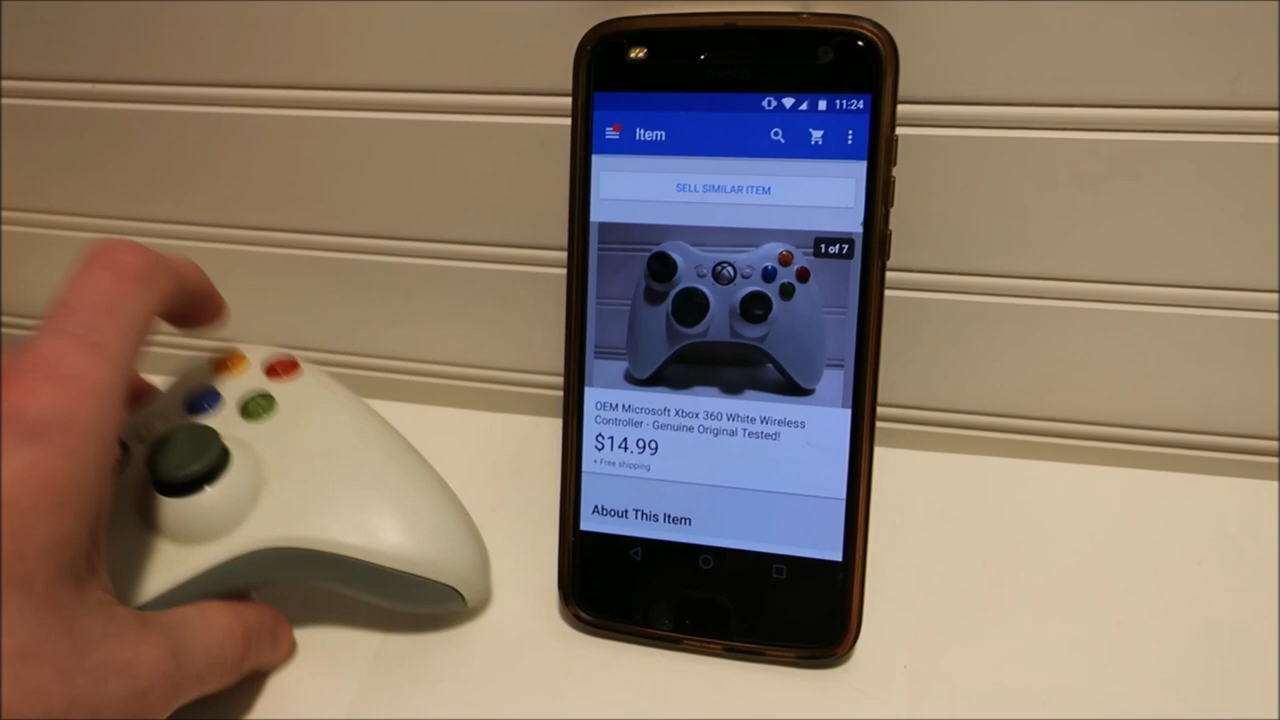 11:24
Item
SELL SIMILAR ITEM
1 of 7
OEM Microsoft Xbox 360 White Wireless
Controller - Genuine Original Tested!
$14.99
+ Free shipping
About This Item